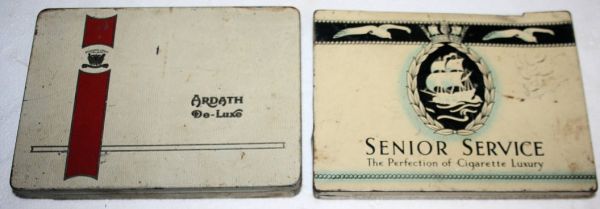 ARDATH
De-Luxe
SENIOR SERVICE
The Perfection of Cigarette Luxury